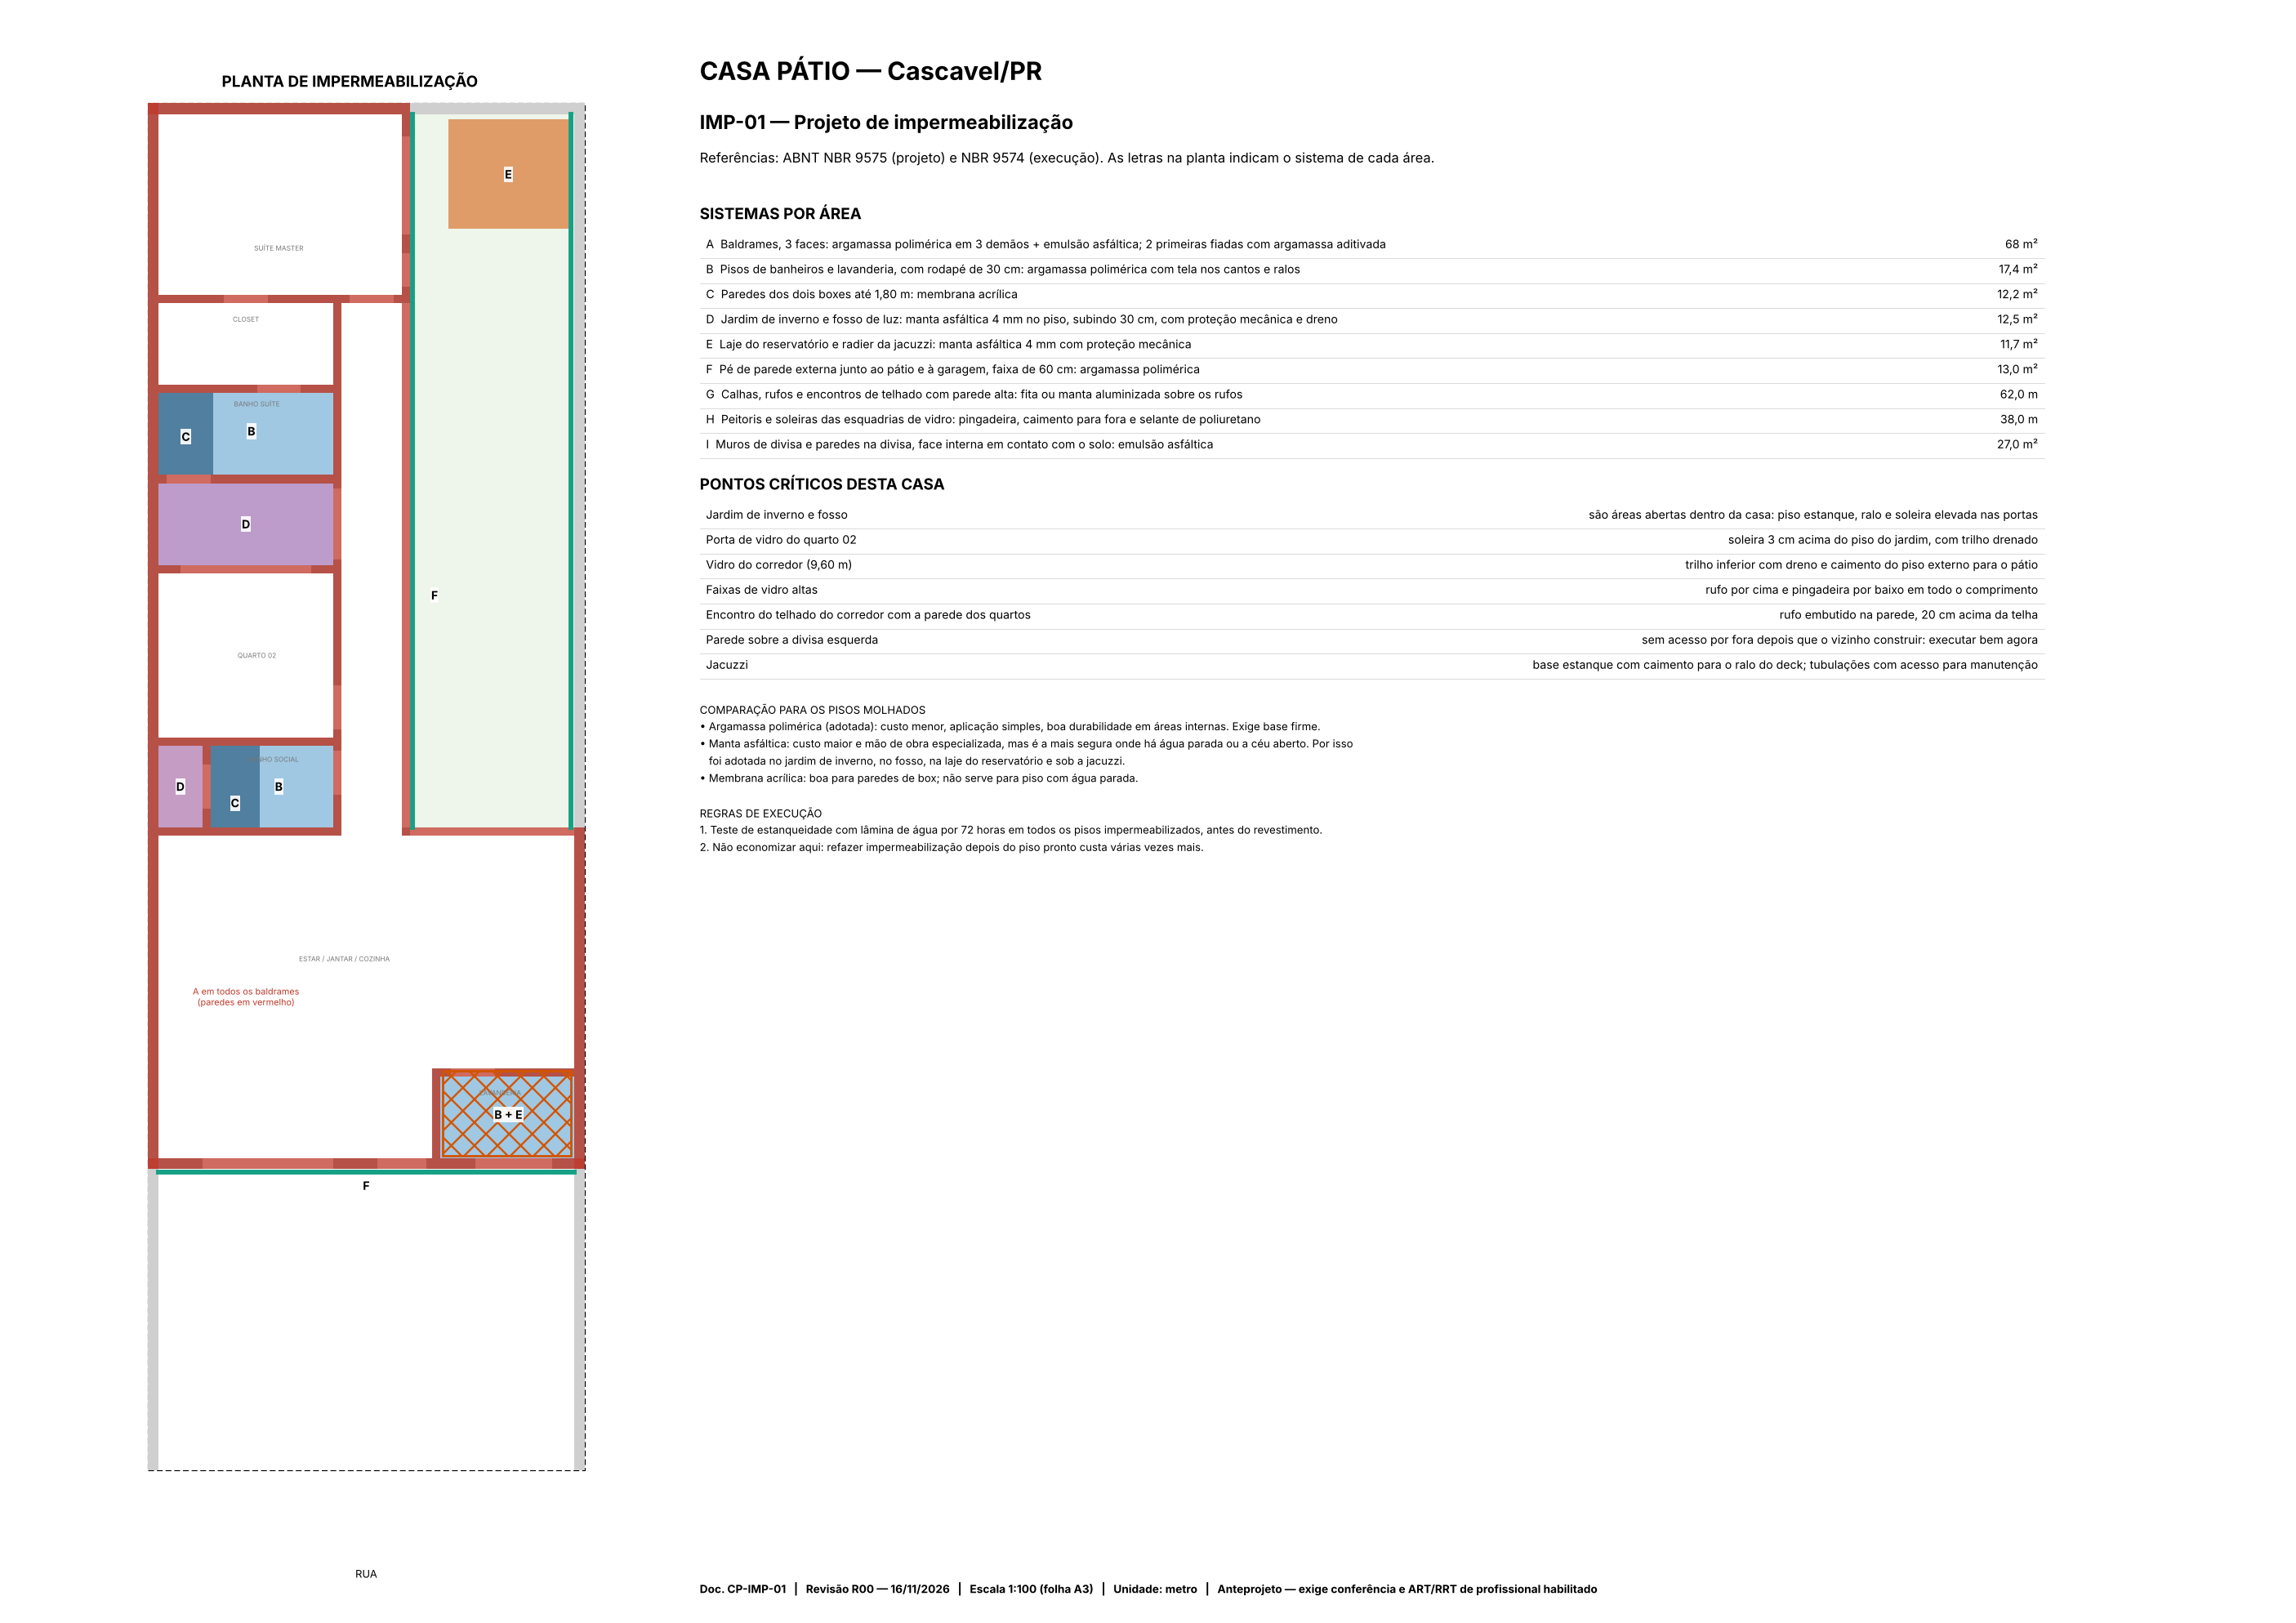 PLANTA DE IMPERMEABILIZAÇÃO
E
SUÍTE MASTER
CLOSET
BANHO SUÍTE
C
B
D
F
QUARTO 02
SOCIAL
D
C
B
ESTAR / JANTAR / COZINHA
A em todos os baldrames
(paredes em vermelho)
B + E
F
RUA
CASA PÁTIO — Cascavel/PR
IMP-01 — Projeto de impermeabilização
Referências: ABNT NBR 9575 (projeto) e NBR 9574 (execução). As letras na planta indicam o sistema de cada área.
SISTEMAS POR ÁREA
A Baldrames, 3 faces: argamassa polimérica em 3 demãos + emulsão asfáltica; 2 primeiras fiadas com argamassa aditivada 68 m²
B Pisos de banheiros e lavanderia, com rodapé de 30 cm: argamassa polimérica com tela nos cantos e ralos 17,4 m²
C Paredes dos dois boxes até 1,80 m: membrana acrílica 12,2 m²
D Jardim de inverno e fosso de luz: manta asfáltica 4 mm no piso, subindo 30 cm, com proteção mecânica e dreno 12,5 m²
E Laje do reservatório e radier da jacuzzi: manta asfáltica 4 mm com proteção mecânica 11,7 m²
F Pé de parede externa junto ao pátio e à garagem, faixa de 60 cm: argamassa polimérica 13,0 m²
G Calhas, rufos e encontros de telhado com parede alta: fita ou manta aluminizada sobre os rufos 62,0 m
H Peitoris e soleiras das esquadrias de vidro: pingadeira, caimento para fora e selante de poliuretano 38,0 m
I Muros de divisa e paredes na divisa, face interna em contato com o solo: emulsão asfáltica 27,0 m²
PONTOS CRÍTICOS DESTA CASA
Jardim de inverno e fosso são áreas abertas dentro da casa: piso estanque, ralo e soleira elevada nas portas
Porta de vidro do quarto 02 soleira 3 cm acima do piso do jardim, com trilho drenado
Vidro do corredor (9,60 m) trilho inferior com dreno e caimento do piso externo para o pátio
Faixas de vidro altas rufo por cima e pingadeira por baixo em todo o comprimento
Encontro do telhado do corredor com a parede dos quartos rufo embutido na parede, 20 cm acima da telha
Parede sobre a divisa esquerda sem acesso por fora depois que o vizinho construir: executar bem agora
Jacuzzi base estanque com caimento para o ralo do deck; tubulações com acesso para manutenção
COMPARAÇÃO PARA OS PISOS MOLHADOS
• Argamassa polimérica (adotada): custo menor, aplicação simples, boa durabilidade em áreas internas. Exige base firme.
• Manta asfáltica: custo maior e mão de obra especializada, mas é a mais segura onde há água parada ou a céu aberto. Por isso
foi adotada no jardim de inverno, no fosso, na laje do reservatório e sob a jacuzzi.
• Membrana acrílica: boa para paredes de box; não serve para piso com água parada.
REGRAS DE EXECUÇÃO
1. Teste de estanqueidade com lâmina de água por 72 horas em todos os pisos impermeabilizados, antes do revestimento.
2. Não economizar aqui: refazer impermeabilização depois do piso pronto custa várias vezes mais.
Doc. CP-IMP-01 | Revisão R00 — 16/11/2026 | Escala 1:100 (folha A3) | Unidade: metro | Anteprojeto — exige conferência e ART/RRT de profissional habilitado